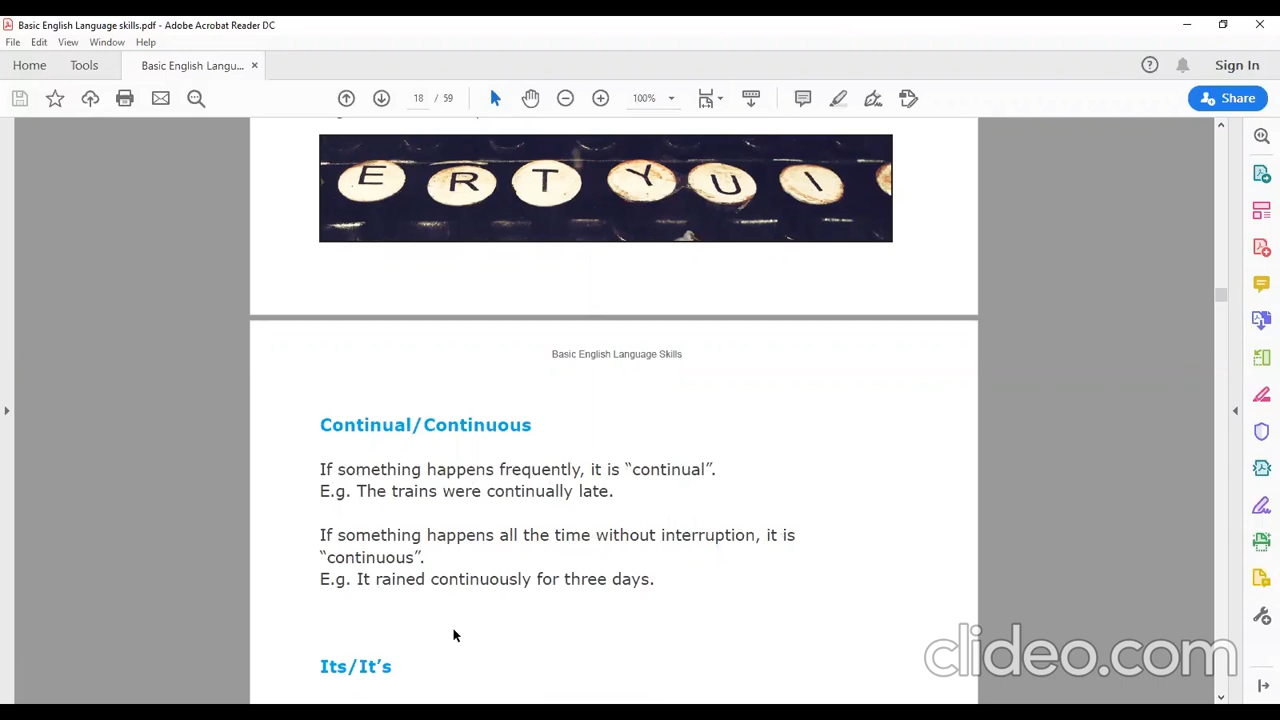 Basic English Language skills.pdf - Adobe Acrobat Reader DC
File Edit View Window Help
Home Tools Basic English Langu... Sign In
18 / 59 100% Share
E R T Y U I
Basic English Language Skills
Continual/Continuous
If something happens frequently, it is “continual”.
E.g. The trains were continually late.
If something happens all the time without interruption, it is
“continuous”.
E.g. It rained continuously for three days.
Its/It’s
clideo.com